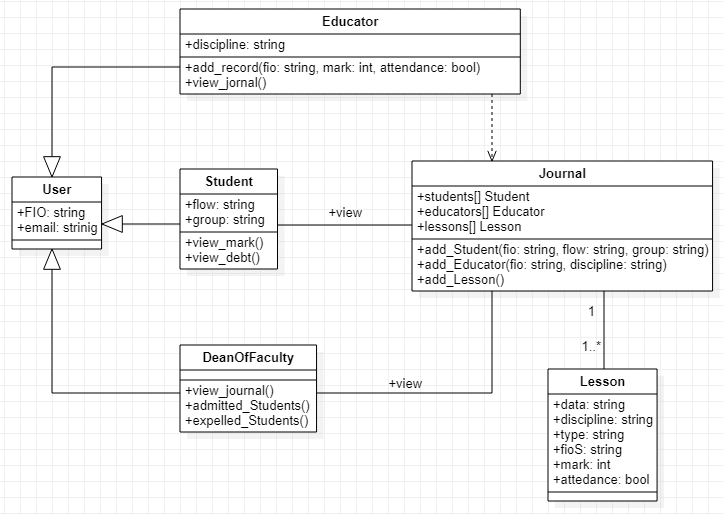 Educator
+discipline: string
+add_record(fio: string, mark: int, attendance: bool)
+view_jornal()
User
+FIO: string
+email: strinig
Student
+flow: string
+group: string
+view_mark()
+view_debt()
+view
Journal
+students[] Student
+educators[] Educator
+lessons[] Lesson
+add_Student(fio: string, flow: string, group: string)
+add_Educator(fio: string, discipline: string)
+add_Lesson()
1
1..*
DeanOfFaculty
+view_journal()
+admitted_Students()
+expelled_Students()
+view
Lesson
+data: string
+discipline: string
+type: string
+fioS: string
+mark: int
+attedance: bool